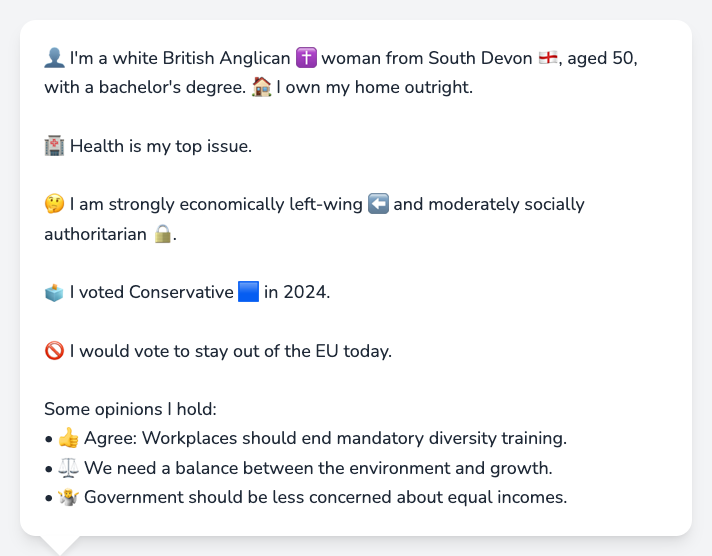 👤 I'm a white British Anglican ✝️ woman from South Devon 🏴󠁧󠁢󠁥󠁮󠁧󠁿, aged 50,
with a bachelor's degree. 🏠 I own my home outright.
🏥 Health is my top issue.
🤔 I am strongly economically left-wing ⬅️ and moderately socially
authoritarian 🔒.
🗳️ I voted Conservative 🟦 in 2024.
🚫 I would vote to stay out of the EU today.
Some opinions I hold:
• 👍 Agree: Workplaces should end mandatory diversity training.
• ⚖️ We need a balance between the environment and growth.
• 🤷 Government should be less concerned about equal incomes.